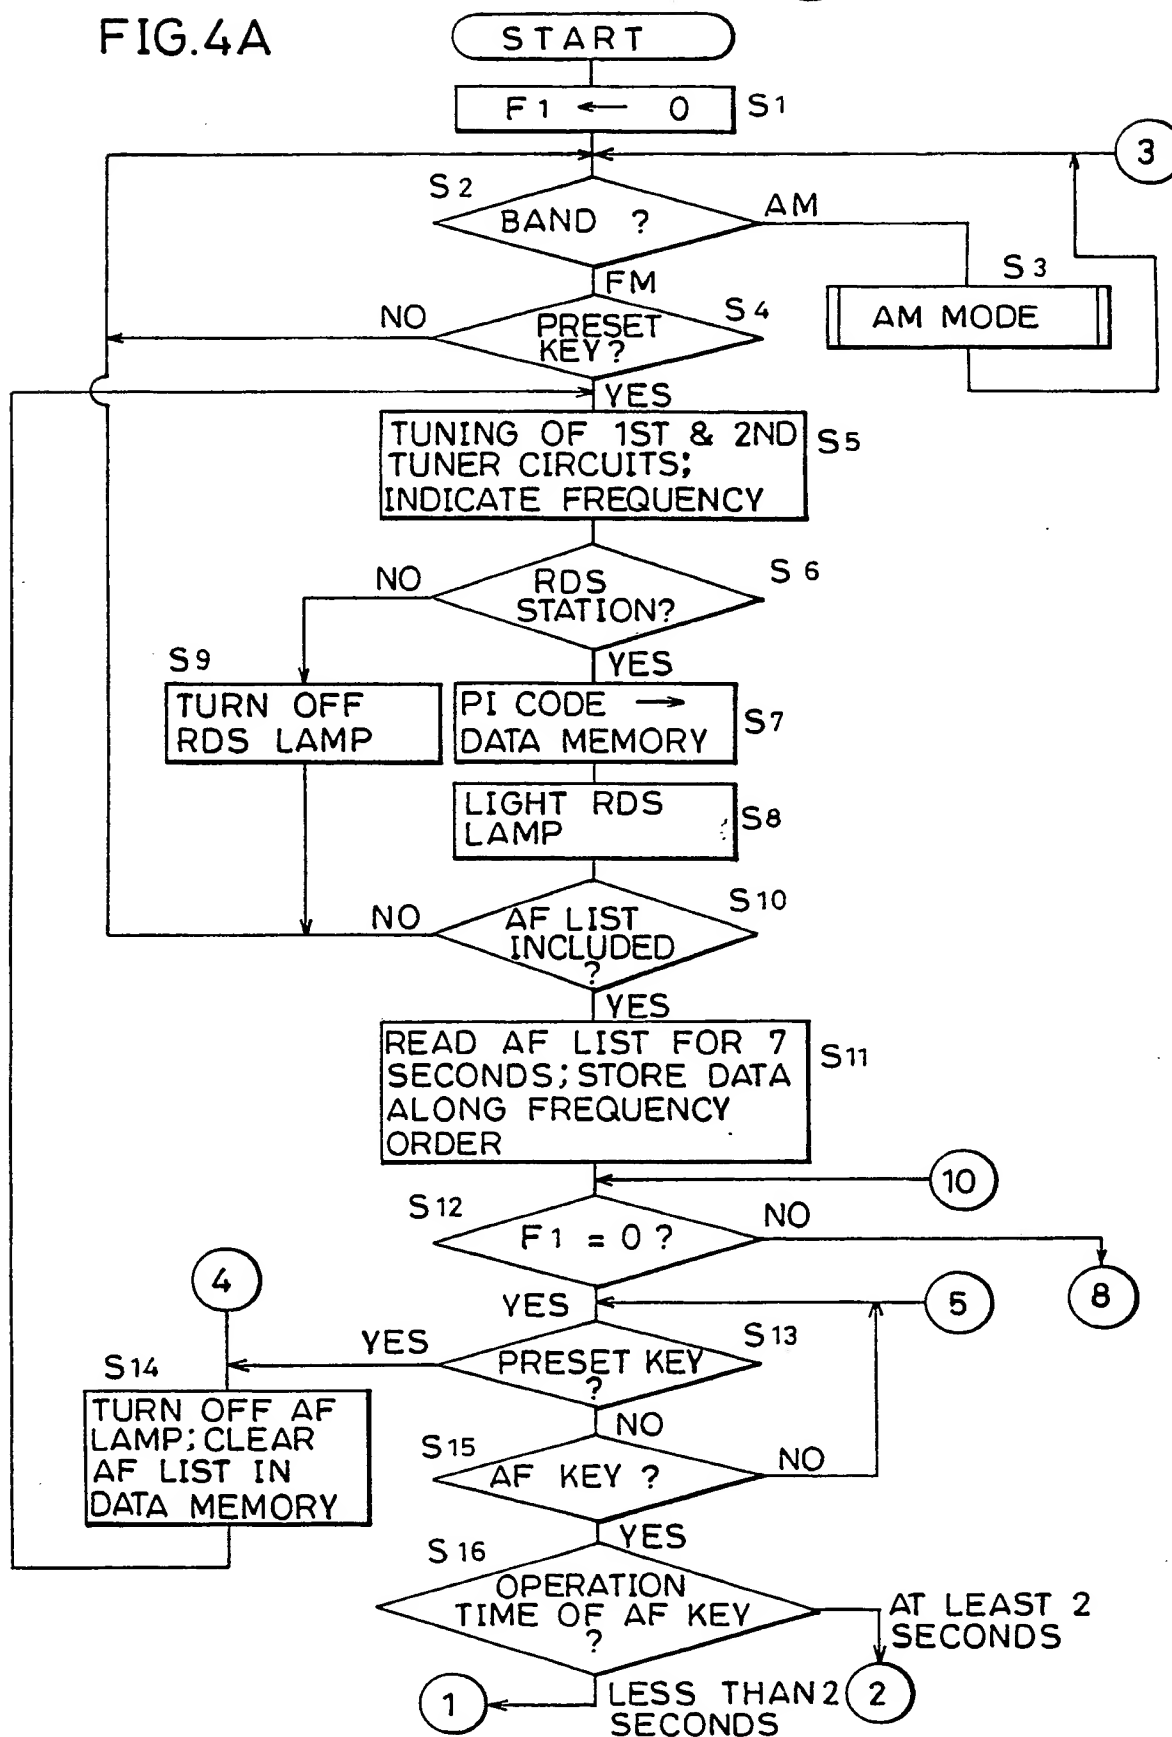 FIG.4A
START
F1 ← 0
S1
3
S2
BAND ?
AM
FM
S3
AM MODE
S4
NO
PRESET
KEY?
YES
TUNING OF 1ST & 2ND
TUNER CIRCUITS;
INDICATE FREQUENCY
S5
NO
RDS
STATION?
S6
YES
S9
TURN OFF
RDS LAMP
PI CODE →
DATA MEMORY
S7
LIGHT RDS
LAMP
S8
NO
AF LIST
INCLUDED
?
S10
YES
READ AF LIST FOR 7
SECONDS;STORE DATA
ALONG FREQUENCY
ORDER
S11
10
S12
F1 = 0 ?
NO
8
4
YES
5
YES
PRESET KEY
?
S13
S14
TURN OFF AF
LAMP;CLEAR
AF LIST IN
DATA MEMORY
NO
S15
AF KEY ?
NO
YES
S16
OPERATION
TIME OF AF KEY
?
AT LEAST 2
SECONDS
1
LESS THAN 2
SECONDS
2